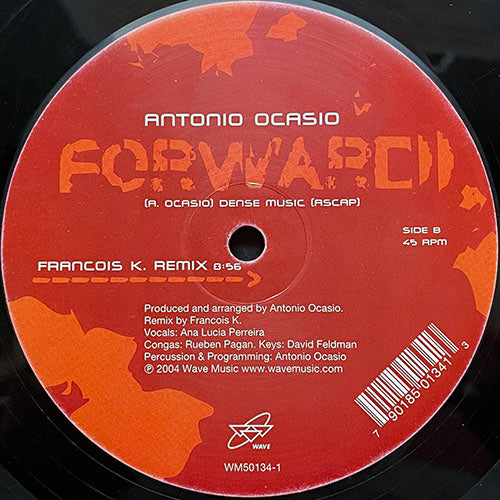 ANTONIO OCASIO
FORWARD))
(A. OCASIO) DENSE MUSIC (ASCAP)
SIDE B
45 RPM
FRANCOIS K. REMIX 8:56
Produced and arranged by Antonio Ocasio.
Remix by Francois K.
Vocals: Ana Lucia Perreira
Congas: Rueben Pagan. Keys: David Feldman
Percussion & Programming: Antonio Ocasio
℗ 2004 Wave Music www.wavemusic.com
7 90185 01341 3
WAVE
WM50134-1